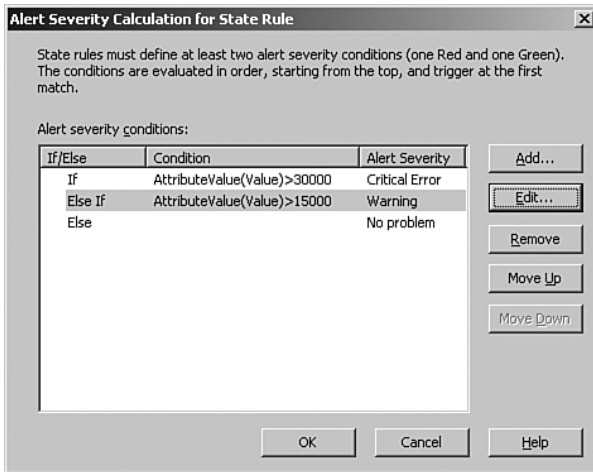 Alert Severity Calculation for State Rule
State rules must define at least two alert severity conditions (one Red and one Green).
The conditions are evaluated in order, starting from the top, and trigger at the first
match.
Alert severity conditions:
If/Else Condition Alert Severity
If AttributeValue(Value)>30000 Critical Error
Else If AttributeValue(Value)>15000 Warning
Else No problem
Add...
Edit...
Remove
Move Up
Move Down
OK Cancel Help